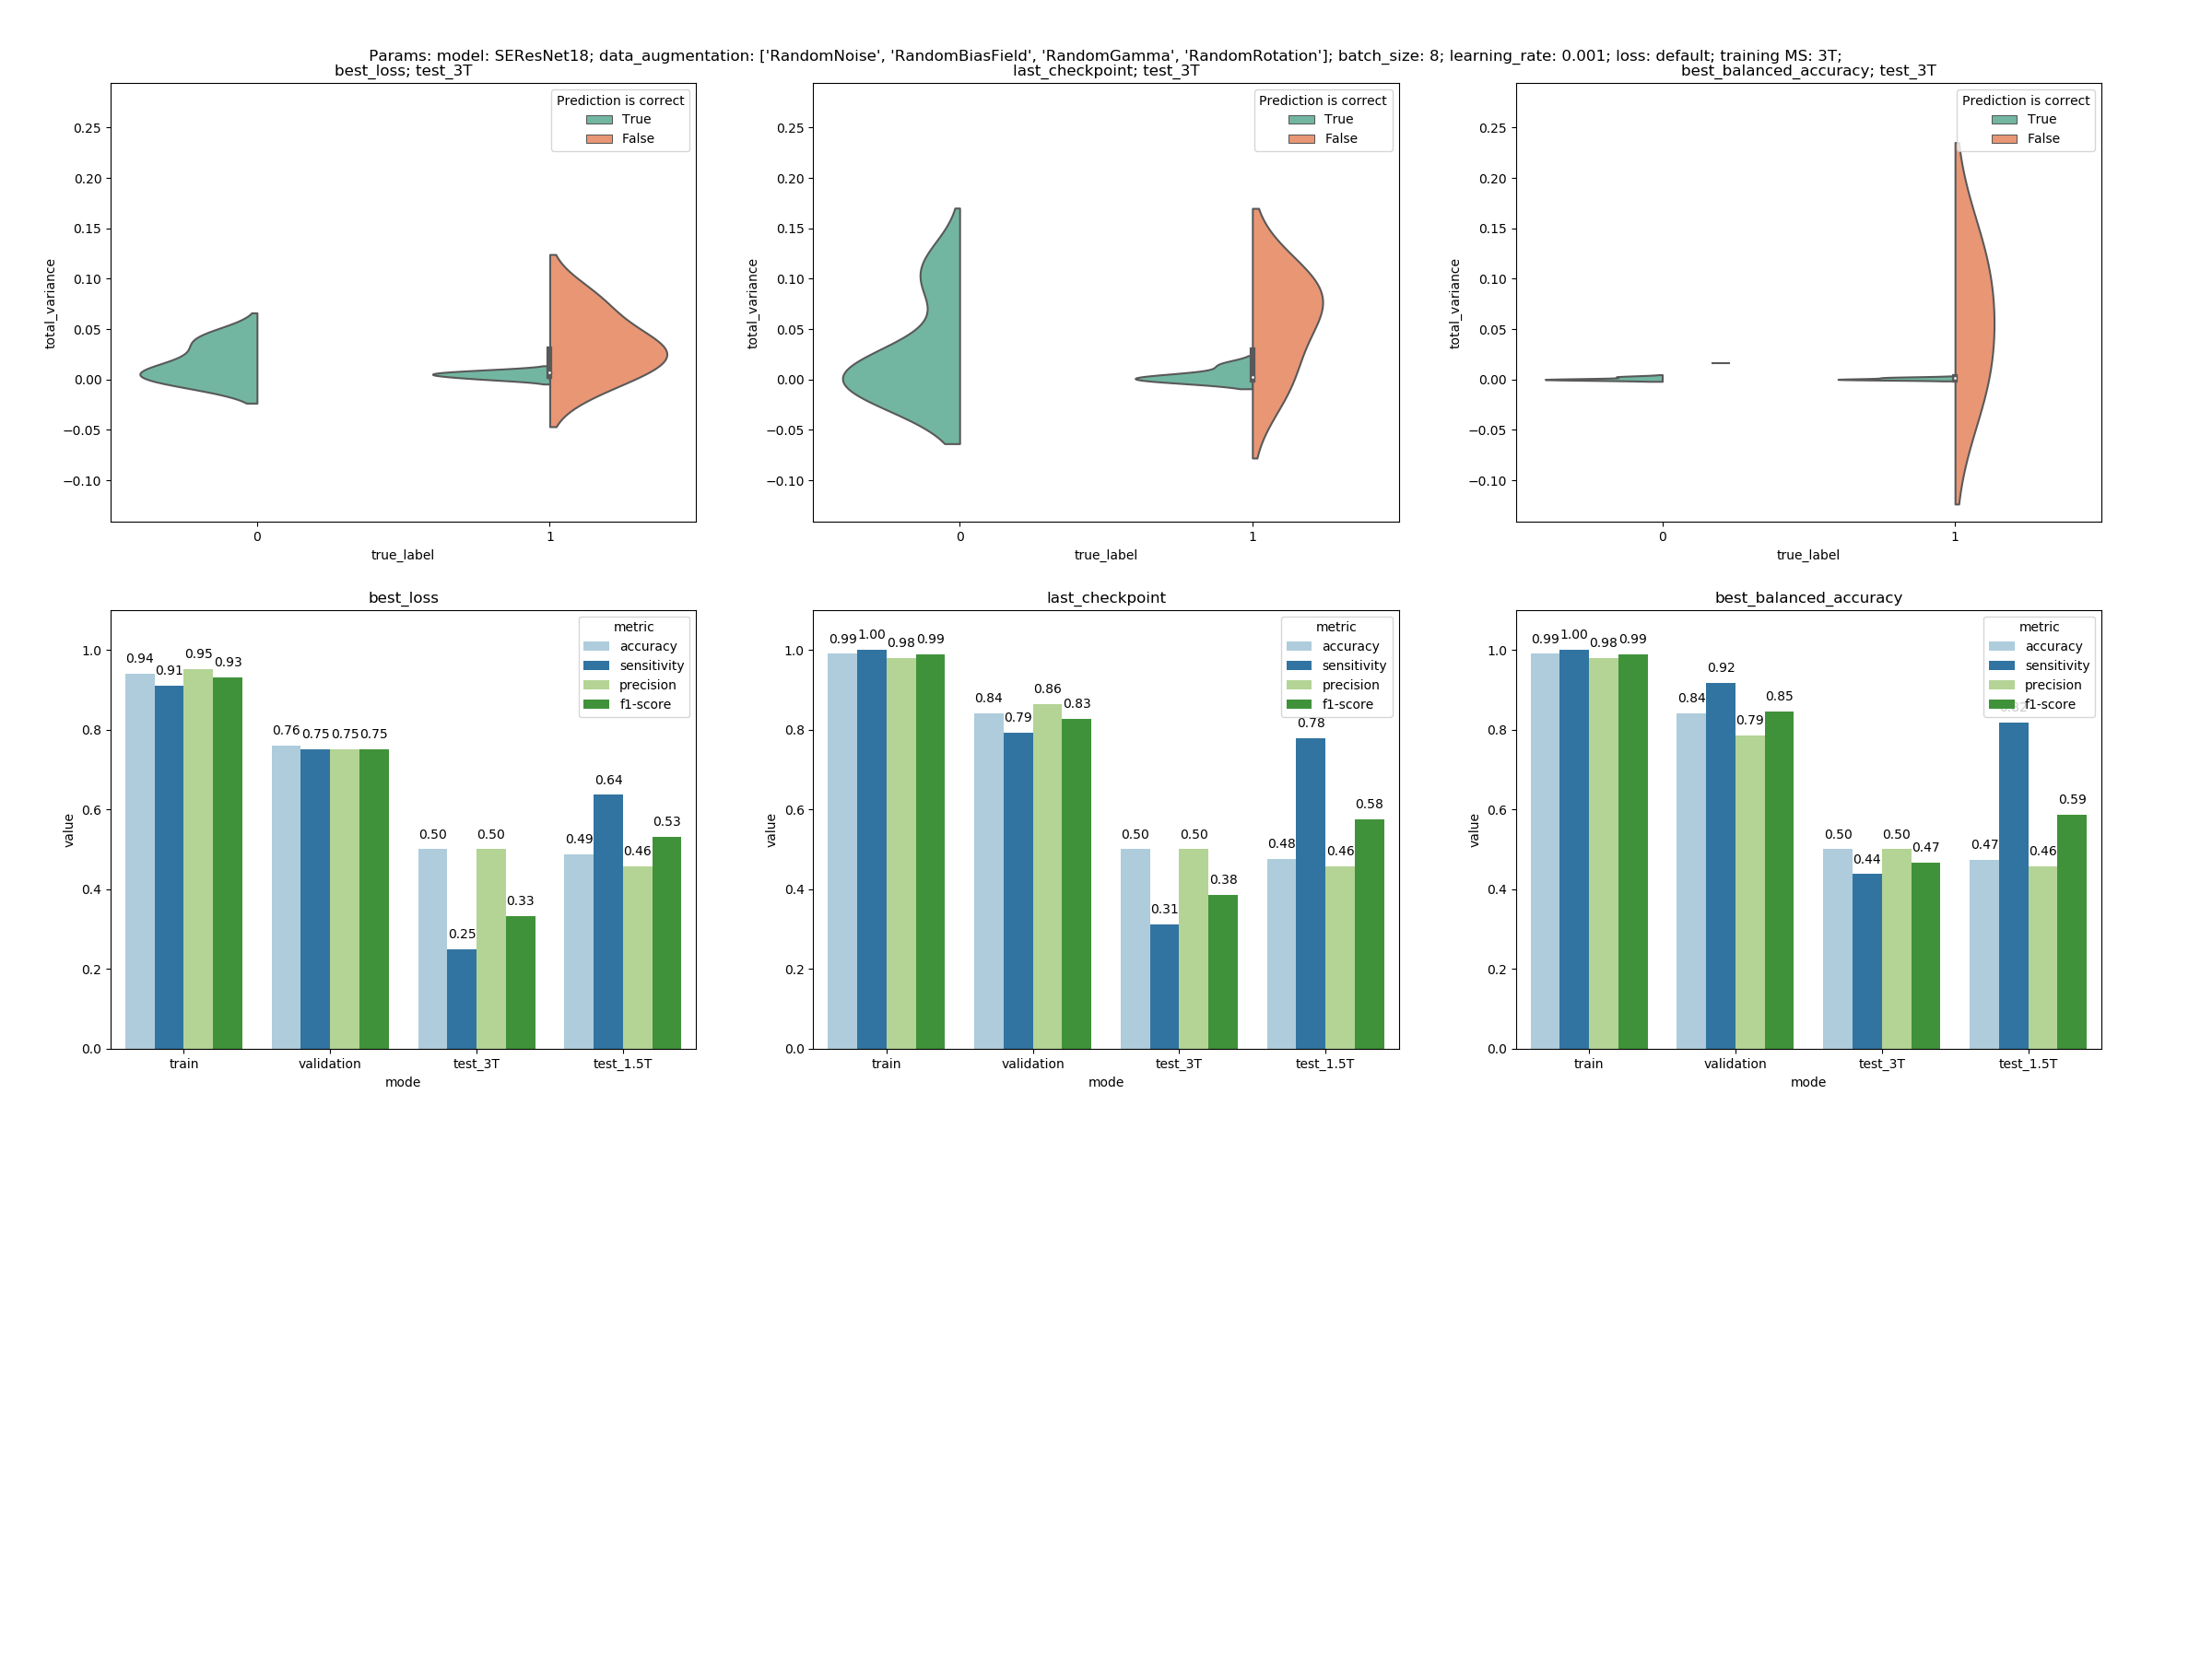 Params: model: SEResNet18; data_augmentation: ['RandomNoise', 'RandomBiasField', 'RandomGamma', 'RandomRotation']; batch_size: 8; learning_rate: 0.001; loss: default; training MS: 3T;
best_loss; test_3T
Prediction is correct
True
False
0.25
0.20
0.15
0.10
0.05
0.00
−0.05
−0.10
total_variance
0
1
true_label
last_checkpoint; test_3T
Prediction is correct
True
False
0.25
0.20
0.15
0.10
0.05
0.00
−0.05
−0.10
total_variance
0
1
true_label
best_balanced_accuracy; test_3T
Prediction is correct
True
False
0.25
0.20
0.15
0.10
0.05
0.00
−0.05
−0.10
total_variance
0
1
true_label
best_loss
metric
accuracy
sensitivity
precision
f1-score
1.0
0.8
0.6
0.4
0.2
0.0
value
0.94
0.91
0.95
0.93
0.76
0.75
0.75
0.75
0.50
0.25
0.50
0.33
0.49
0.64
0.46
0.53
train
validation
test_3T
test_1.5T
mode
last_checkpoint
metric
accuracy
sensitivity
precision
f1-score
1.0
0.8
0.6
0.4
0.2
0.0
value
0.99
1.00
0.98
0.99
0.84
0.79
0.86
0.83
0.50
0.31
0.50
0.38
0.48
0.78
0.46
0.58
train
validation
test_3T
test_1.5T
mode
best_balanced_accuracy
metric
accuracy
sensitivity
precision
f1-score
1.0
0.8
0.6
0.4
0.2
0.0
value
0.99
1.00
0.98
0.99
0.84
0.92
0.79
0.85
0.50
0.44
0.50
0.47
0.47
0.82
0.46
0.59
train
validation
test_3T
test_1.5T
mode